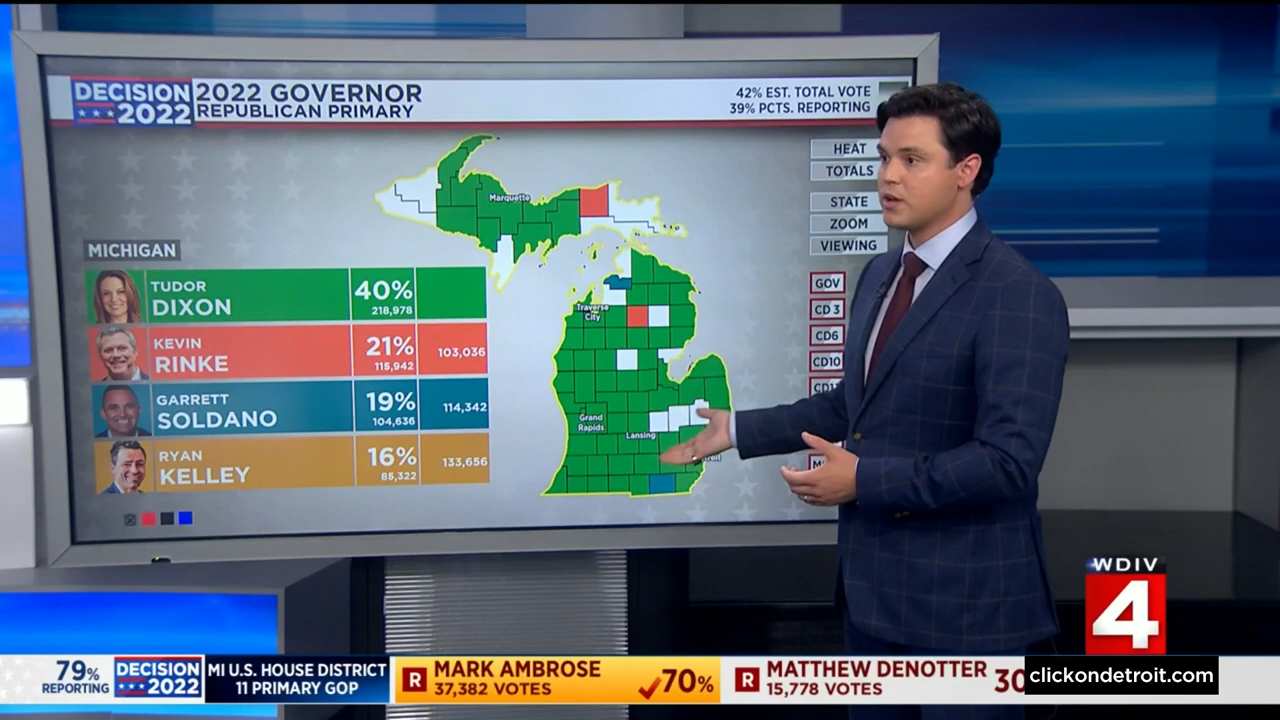 DECISION
2022
2022 GOVERNOR
REPUBLICAN PRIMARY
42% EST. TOTAL VOTE
39% PCTS. REPORTING
HEAT
TOTALS
STATE
ZOOM
VIEWING
GOV
CD 3
CD6
CD10
MICHIGAN
TUDOR
DIXON
40%
218,978
KEVIN
RINKE
21%
115,942
103,036
GARRETT
SOLDANO
19%
104,636
114,342
RYAN
KELLEY
16%
85,322
133,656
Marquette
Traverse
City
Grand
Rapids
Lansing
WDIV
4
79%
REPORTING
DECISION
2022
MI U.S. HOUSE DISTRICT
11 PRIMARY GOP
R MARK AMBROSE
37,382 VOTES
70%
R MATTHEW DENOTTER
15,778 VOTES
30
clickondetroit.com